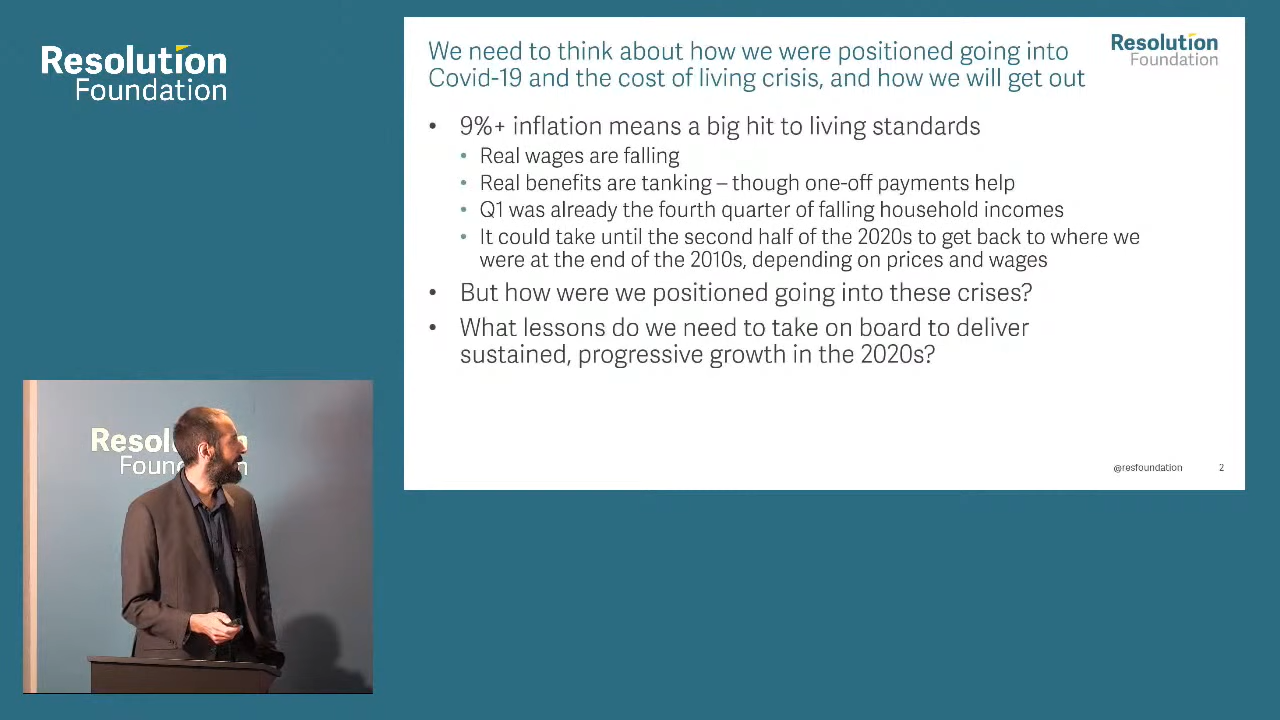 Resolution
Foundation
We need to think about how we were positioned going into
Covid-19 and the cost of living crisis, and how we will get out
Resolution
Foundation
• 9%+ inflation means a big hit to living standards
• Real wages are falling
• Real benefits are tanking – though one-off payments help
• Q1 was already the fourth quarter of falling household incomes
• It could take until the second half of the 2020s to get back to where we
were at the end of the 2010s, depending on prices and wages
• But how were we positioned going into these crises?
• What lessons do we need to take on board to deliver
sustained, progressive growth in the 2020s?
@resfoundation 2